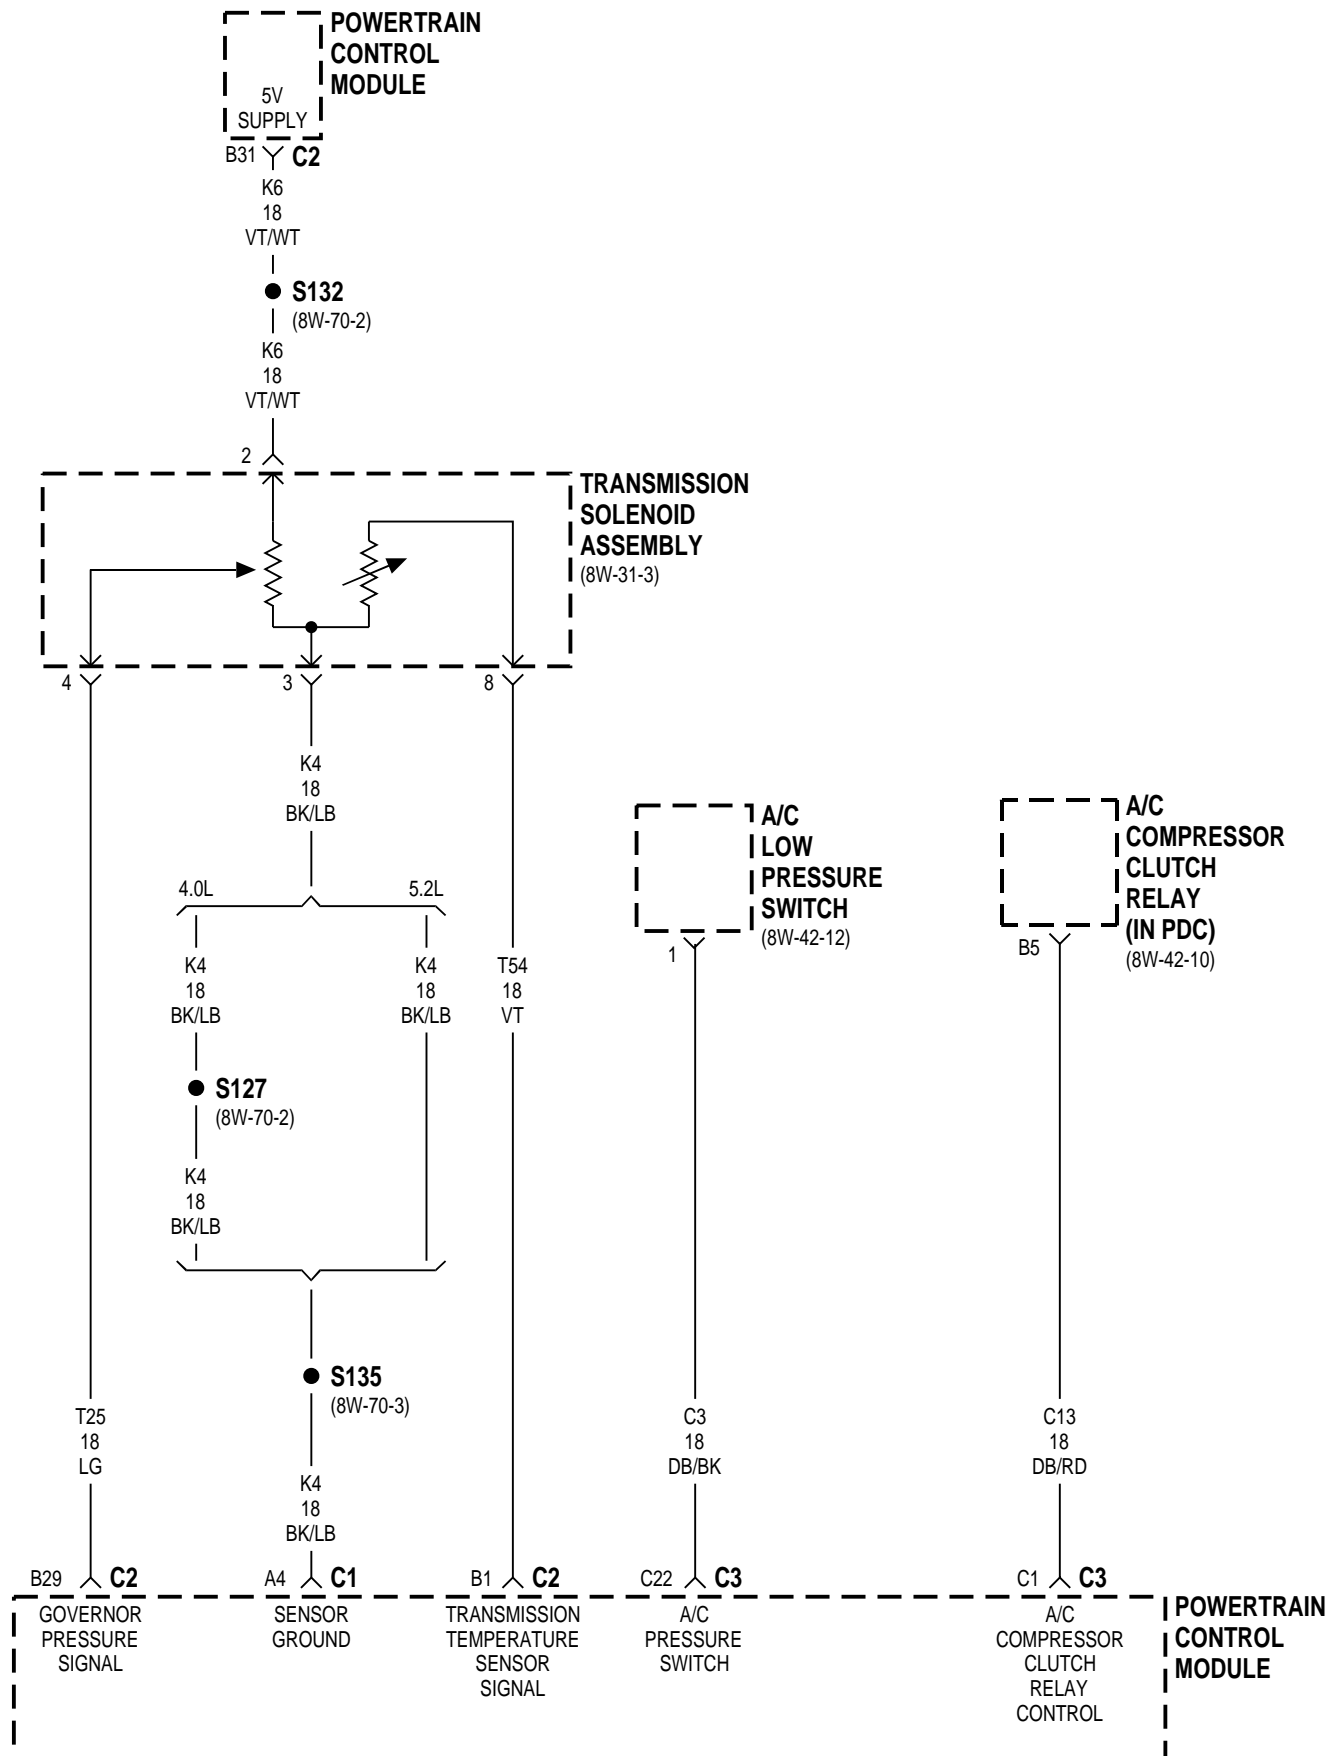 POWERTRAIN
CONTROL
MODULE
5V
SUPPLY
B31
C2
K6
18
VT/WT
S132
(8W-70-2)
K6
18
VT/WT
2
TRANSMISSION
SOLENOID
ASSEMBLY
(8W-31-3)
4
3
8
K4
18
BK/LB
A/C
LOW
PRESSURE
SWITCH
(8W-42-12)
1
A/C
COMPRESSOR
CLUTCH
RELAY
(IN PDC)
(8W-42-10)
B5
4.0L
5.2L
K4
18
BK/LB
K4
18
BK/LB
T54
18
VT
S127
(8W-70-2)
K4
18
BK/LB
S135
(8W-70-3)
T25
18
LG
K4
18
BK/LB
C3
18
DB/BK
C13
18
DB/RD
B29
C2
A4
C1
B1
C2
C22
C3
C1
C3
GOVERNOR
PRESSURE
SIGNAL
SENSOR
GROUND
TRANSMISSION
TEMPERATURE
SENSOR
SIGNAL
A/C
PRESSURE
SWITCH
A/C
COMPRESSOR
CLUTCH
RELAY
CONTROL
POWERTRAIN
CONTROL
MODULE